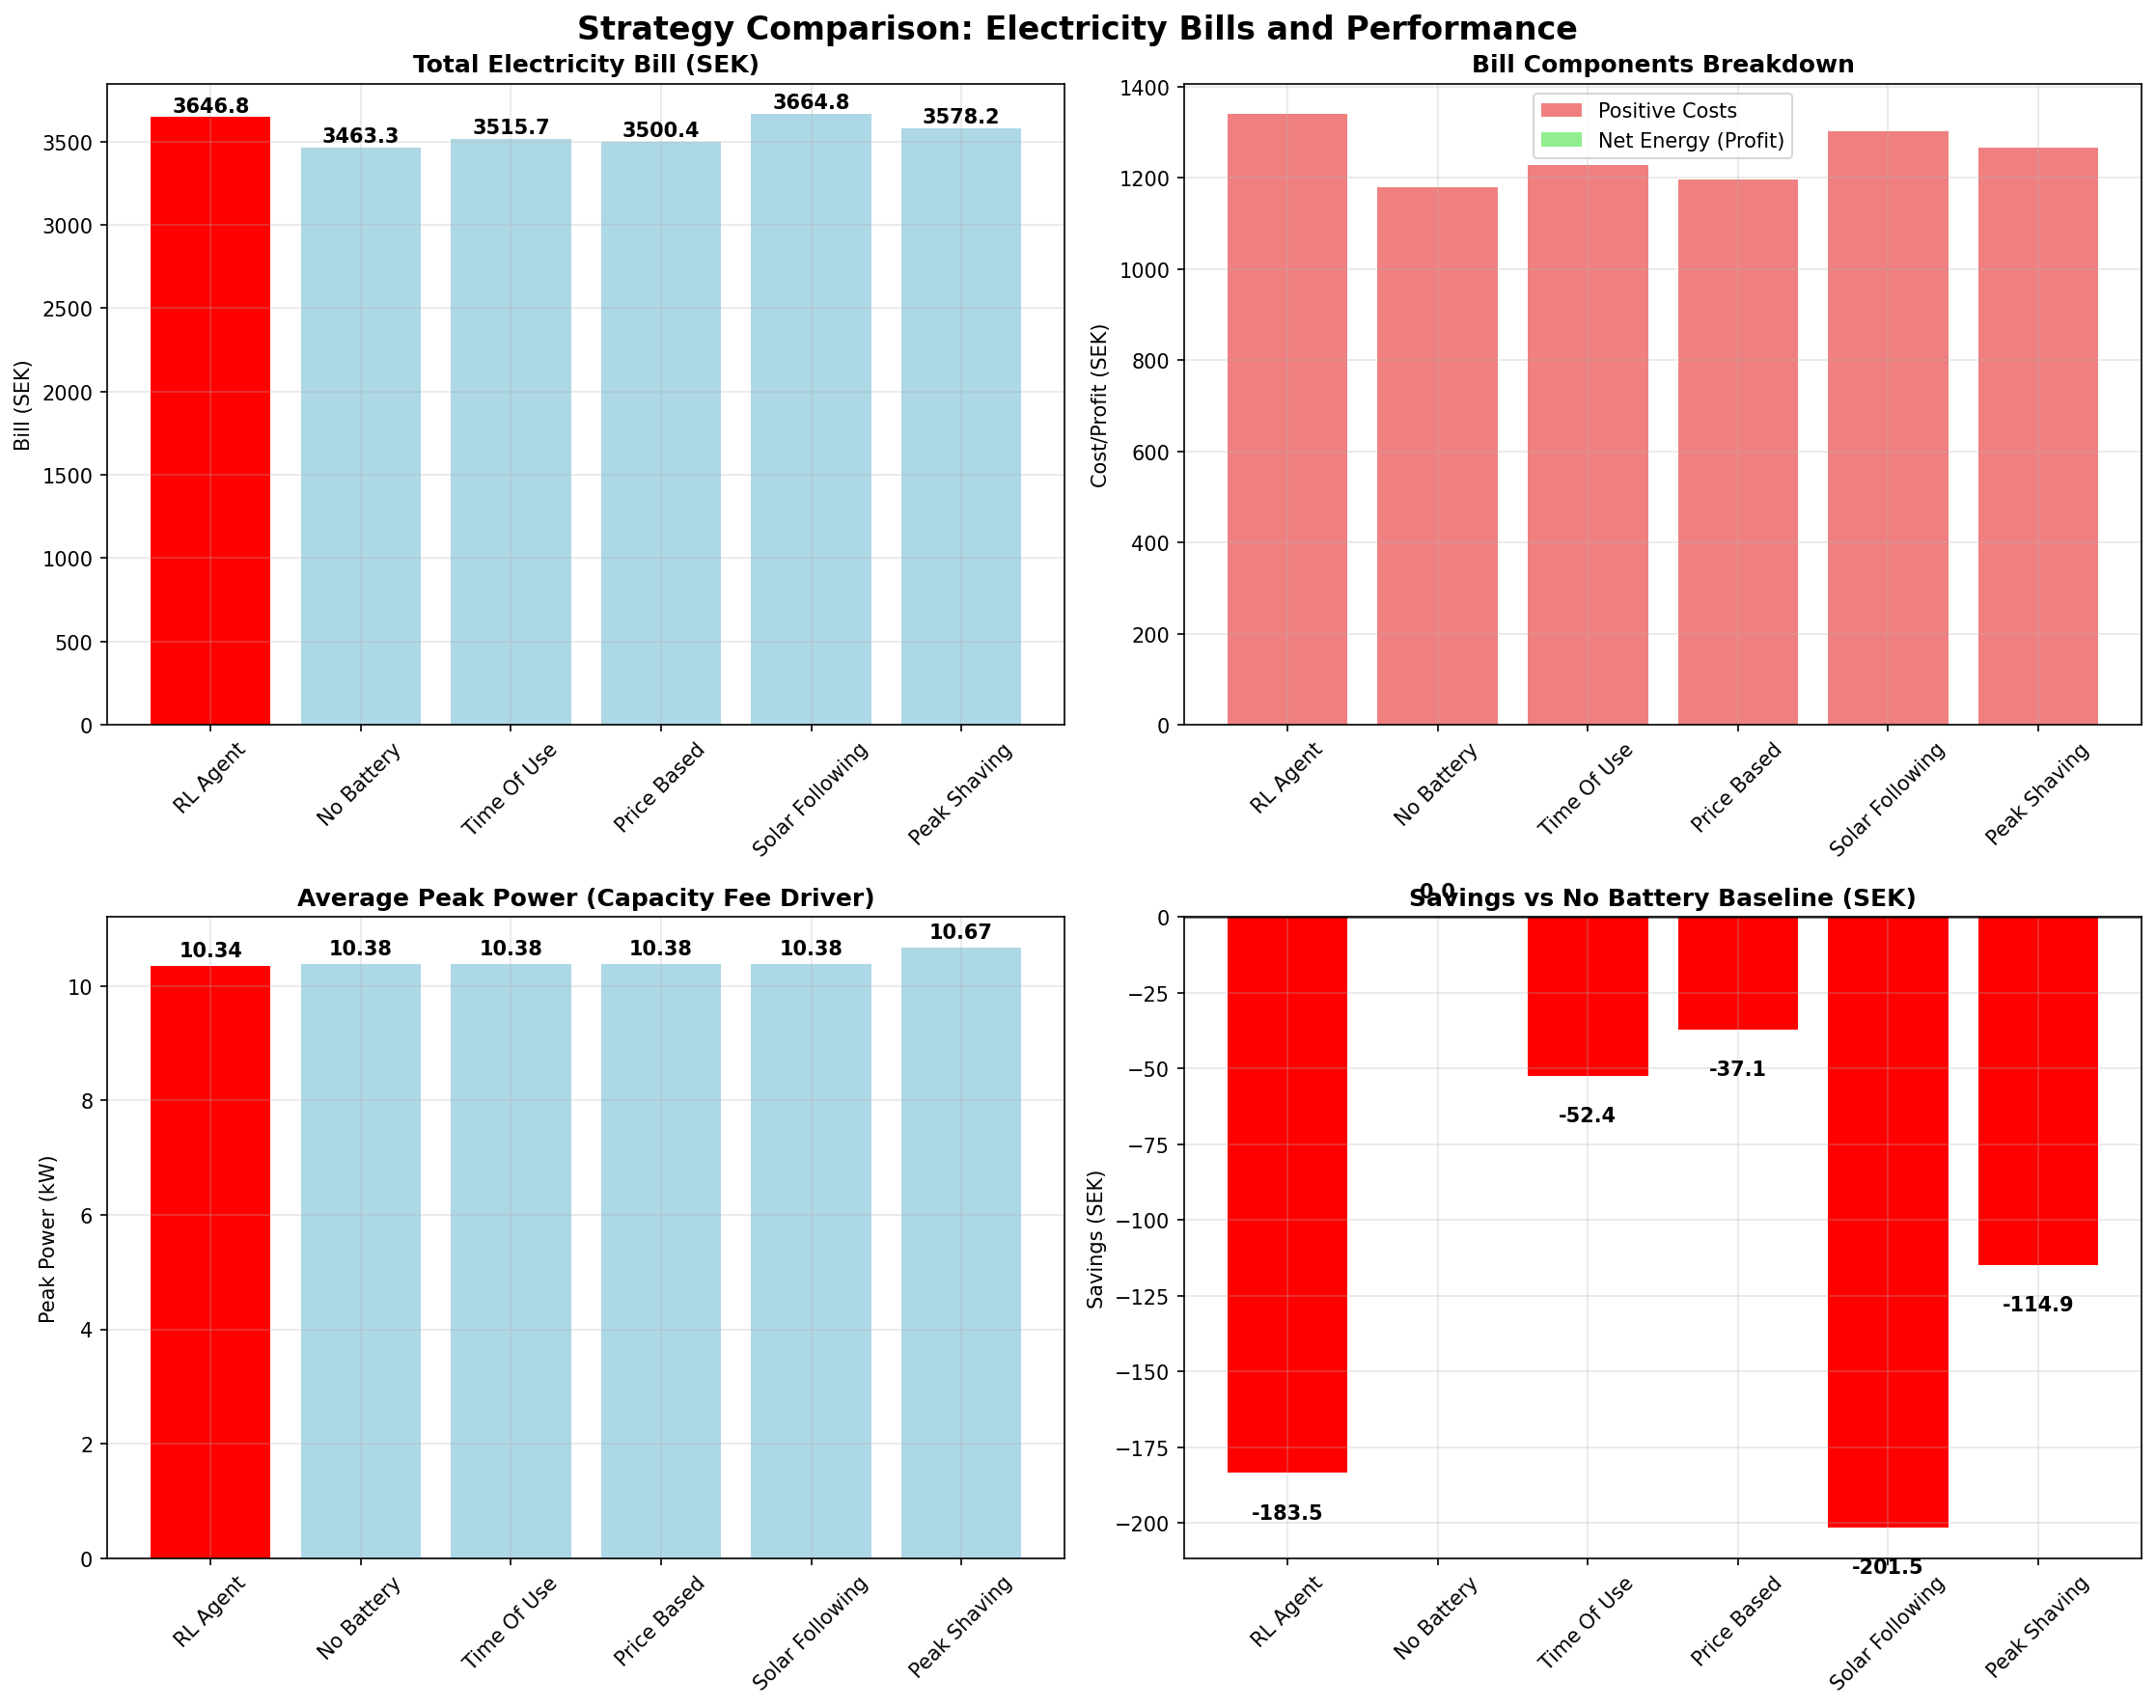 Strategy Comparison: Electricity Bills and Performance
Total Electricity Bill (SEK)
3646.8
3463.3
3515.7
3500.4
3664.8
3578.2
3500
3000
2500
2000
1500
1000
500
0
Bill (SEK)
RL Agent
No Battery
Time Of Use
Price Based
Solar Following
Peak Shaving
Bill Components Breakdown
Positive Costs
Net Energy (Profit)
1400
1200
1000
800
600
400
200
0
Cost/Profit (SEK)
RL Agent
No Battery
Time Of Use
Price Based
Solar Following
Peak Shaving
Average Peak Power (Capacity Fee Driver)
10.34
10.38
10.38
10.38
10.38
10.67
10
8
6
4
2
0
Peak Power (kW)
RL Agent
No Battery
Time Of Use
Price Based
Solar Following
Peak Shaving
0.0
Savings vs No Battery Baseline (SEK)
0
−25
−50
−75
−100
−125
−150
−175
−200
Savings (SEK)
-183.5
-52.4
-37.1
-201.5
-114.9
RL Agent
No Battery
Time Of Use
Price Based
Solar Following
Peak Shaving